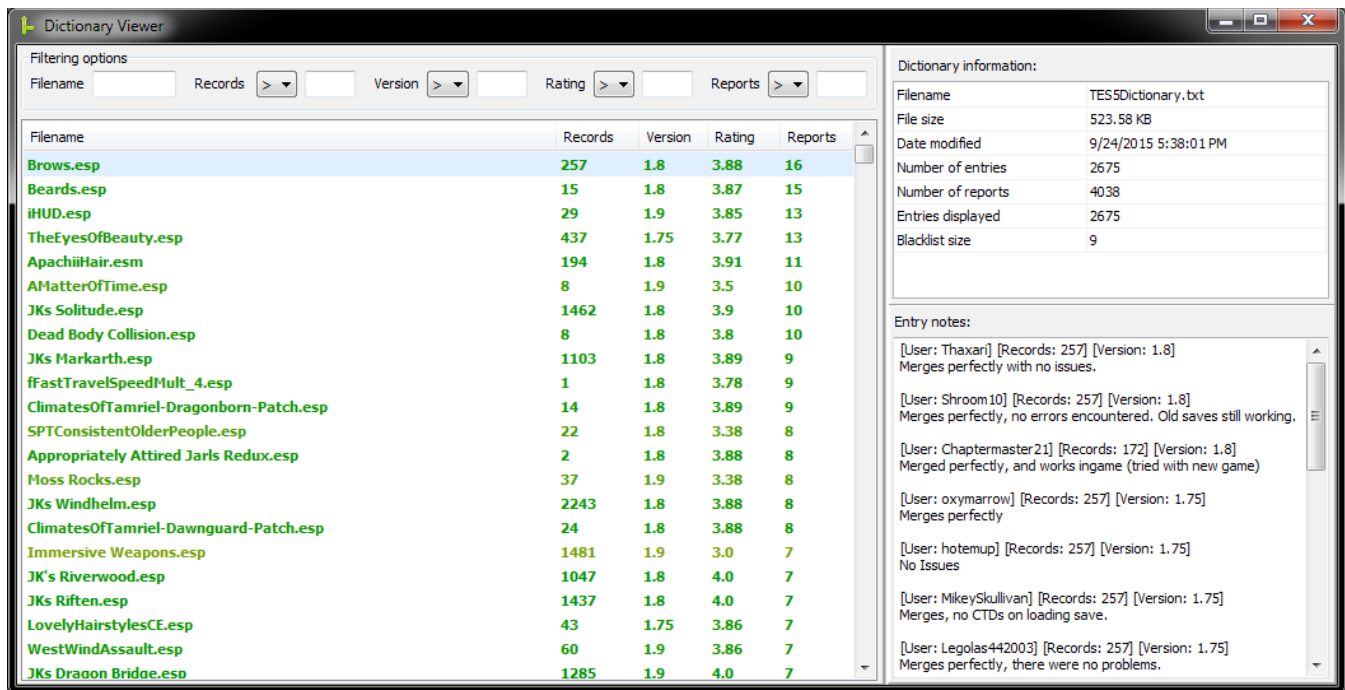 Dictionary Viewer
Filtering options
Filename Records > Version > Rating > Reports >
Filename Records Version Rating Reports
Brows.esp 257 1.8 3.88 16
Beards.esp 15 1.8 3.87 15
iHUD.esp 29 1.9 3.85 13
TheEyesOfBeauty.esp 437 1.75 3.77 13
ApachiiHair.esm 194 1.8 3.91 11
AMatterOfTime.esp 8 1.9 3.5 10
JKs Solitude.esp 1462 1.8 3.9 10
Dead Body Collision.esp 8 1.8 3.8 10
JKs Markarth.esp 1103 1.8 3.89 9
fFastTravelSpeedMult_4.esp 1 1.8 3.78 9
ClimatesOfTamriel-Dragonborn-Patch.esp 14 1.8 3.89 9
SPTConsistentOlderPeople.esp 22 1.8 3.38 8
Appropriately Attired Jarls Redux.esp 2 1.8 3.88 8
Moss Rocks.esp 37 1.9 3.38 8
JKs Windhelm.esp 2243 1.8 3.88 8
ClimatesOfTamriel-Dawnguard-Patch.esp 24 1.8 3.88 8
Immersive Weapons.esp 1481 1.9 3.0 7
JK's Riverwood.esp 1047 1.8 4.0 7
JKs Riften.esp 1437 1.8 4.0 7
LovelyHairstylesCE.esp 43 1.75 3.86 7
WestWindAssault.esp 60 1.9 3.86 7
JKs Dragon Bridge.esp 1285 1.9 4.0 7
Dictionary information:
Filename TES5Dictionary.txt
File size 523.58 KB
Date modified 9/24/2015 5:38:01 PM
Number of entries 2675
Number of reports 4038
Entries displayed 2675
Blacklist size 9
Entry notes:
[User: Thaxari] [Records: 257] [Version: 1.8]
Merges perfectly with no issues.
[User: Shroom10] [Records: 257] [Version: 1.8]
Merges perfectly, no errors encountered. Old saves still working.
[User: Chaptermaster21] [Records: 172] [Version: 1.8]
Merged perfectly, and works ingame (tried with new game)
[User: oxymarrow] [Records: 257] [Version: 1.75]
Merges perfectly
[User: hotemup] [Records: 257] [Version: 1.75]
No Issues
[User: MikeySkullivan] [Records: 257] [Version: 1.75]
Merges, no CTDs on loading save.
[User: Legolas442003] [Records: 257] [Version: 1.75]
Merges perfectly, there were no problems.